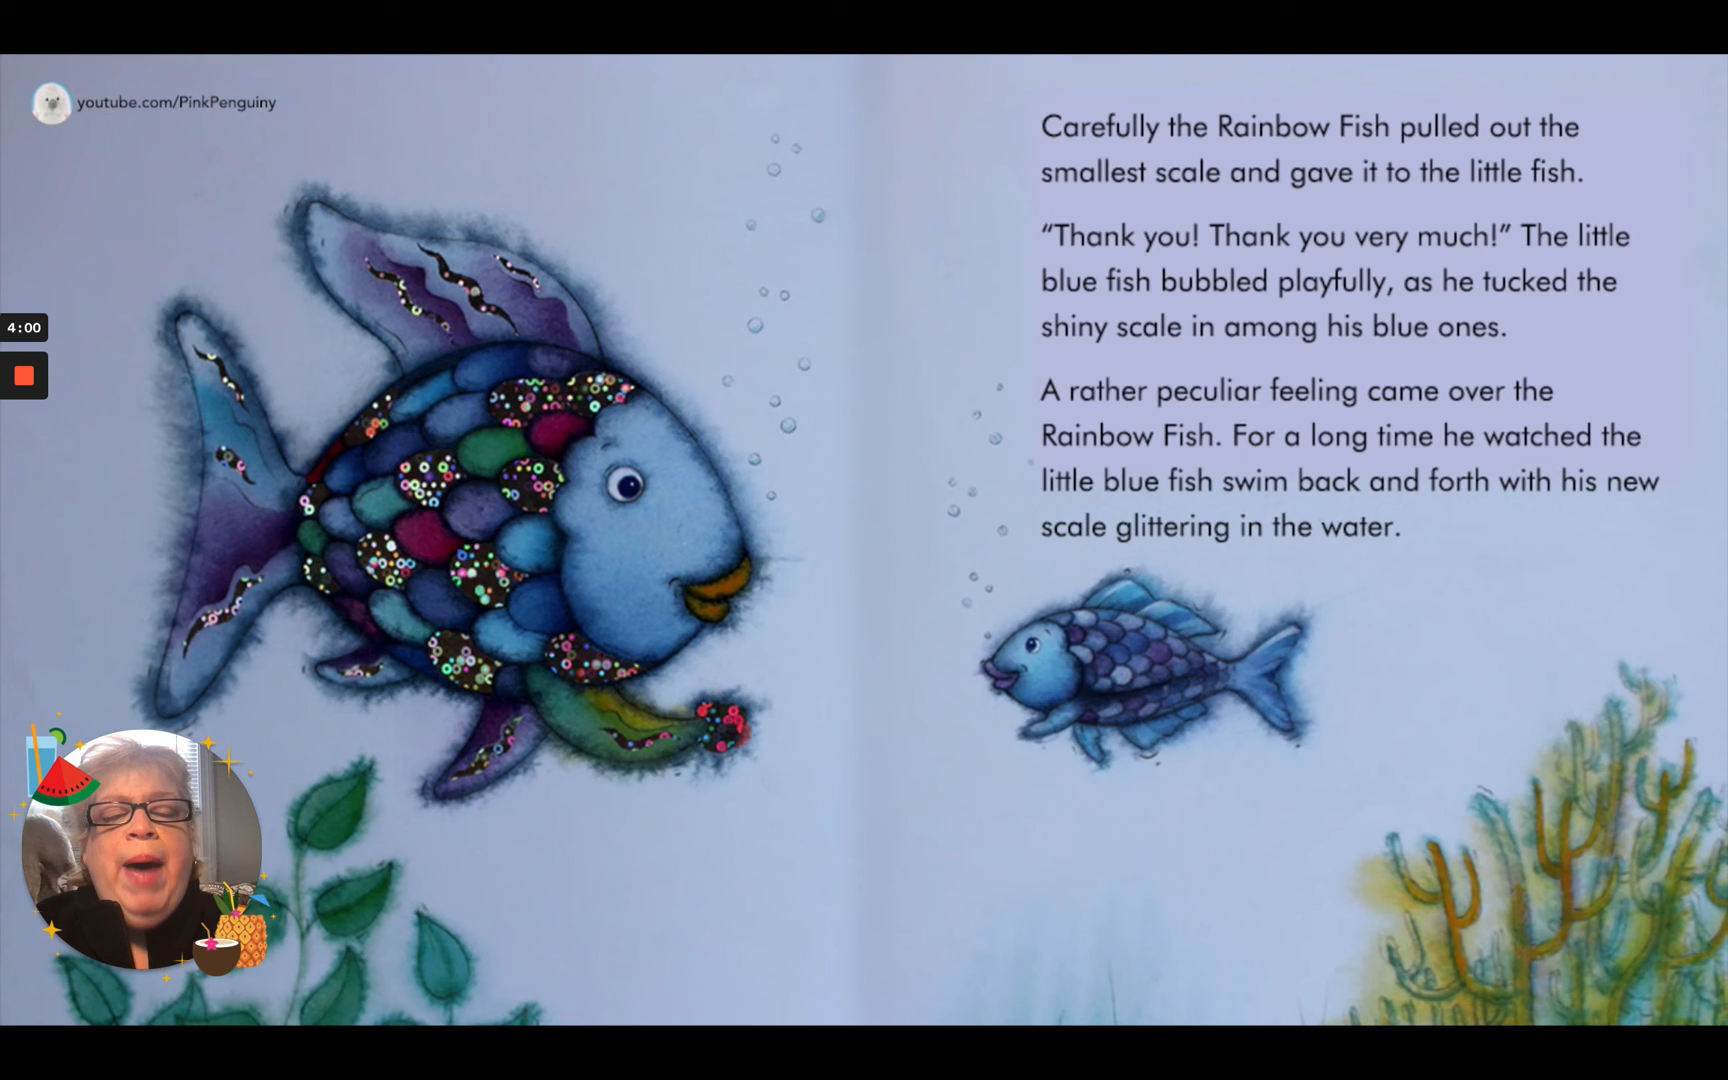 youtube.com/PinkPenguiny
Carefully the Rainbow Fish pulled out the
smallest scale and gave it to the little fish.
“Thank you! Thank you very much!” The little
blue fish bubbled playfully, as he tucked the
shiny scale in among his blue ones.
A rather peculiar feeling came over the
Rainbow Fish. For a long time he watched the
little blue fish swim back and forth with his new
scale glittering in the water.
4:00